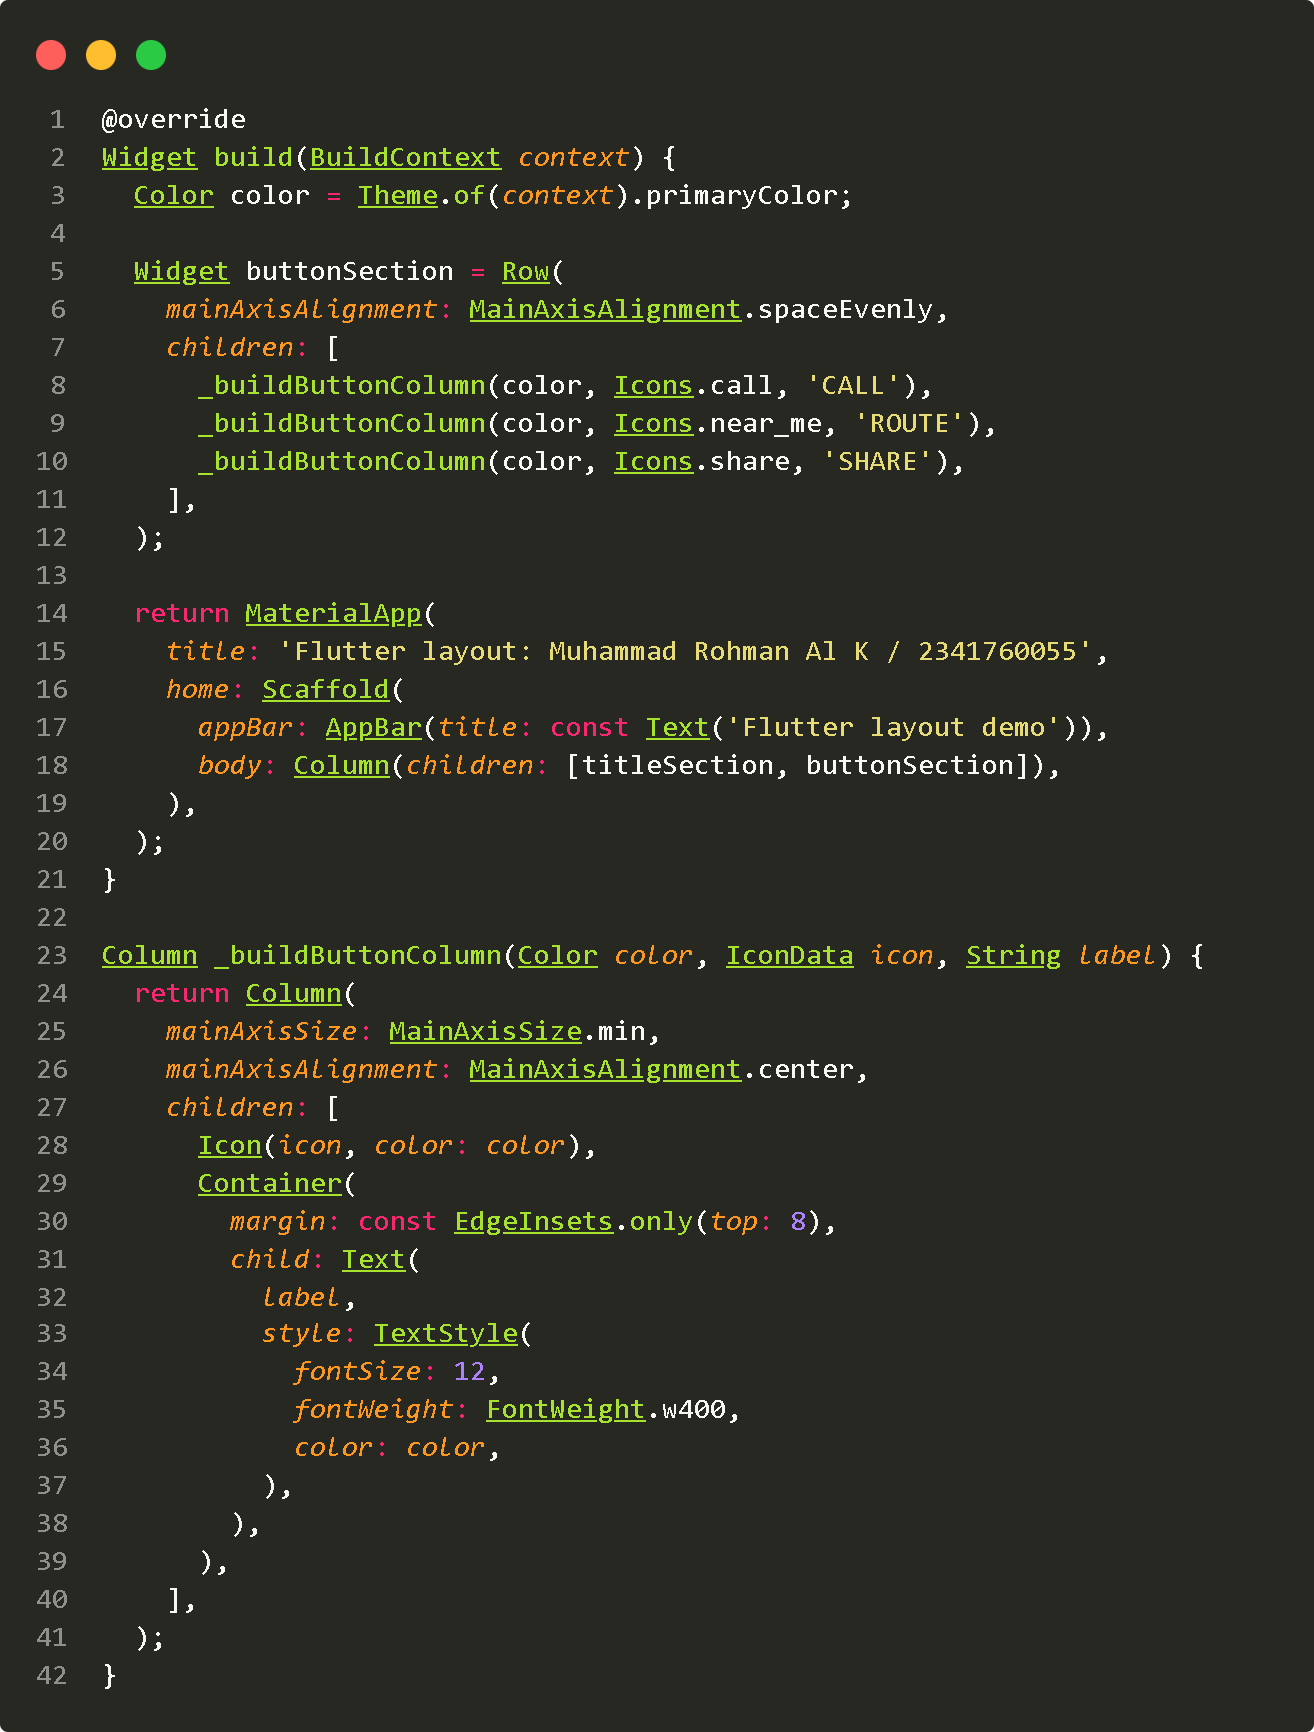 1 @override
2 Widget build(BuildContext context) {
3   Color color = Theme.of(context).primaryColor;
4
5   Widget buttonSection = Row(
6     mainAxisAlignment: MainAxisAlignment.spaceEvenly,
7     children: [
8       _buildButtonColumn(color, Icons.call, 'CALL'),
9       _buildButtonColumn(color, Icons.near_me, 'ROUTE'),
10       _buildButtonColumn(color, Icons.share, 'SHARE'),
11     ],
12   );
13
14   return MaterialApp(
15     title: 'Flutter layout: Muhammad Rohman Al K / 2341760055',
16     home: Scaffold(
17       appBar: AppBar(title: const Text('Flutter layout demo')),
18       body: Column(children: [titleSection, buttonSection]),
19     ),
20   );
21 }
22
23 Column _buildButtonColumn(Color color, IconData icon, String label) {
24   return Column(
25     mainAxisSize: MainAxisSize.min,
26     mainAxisAlignment: MainAxisAlignment.center,
27     children: [
28       Icon(icon, color: color),
29       Container(
30         margin: const EdgeInsets.only(top: 8),
31         child: Text(
32           label,
33           style: TextStyle(
34             fontSize: 12,
35             fontWeight: FontWeight.w400,
36             color: color,
37           ),
38         ),
39       ),
40     ],
41   );
42 }